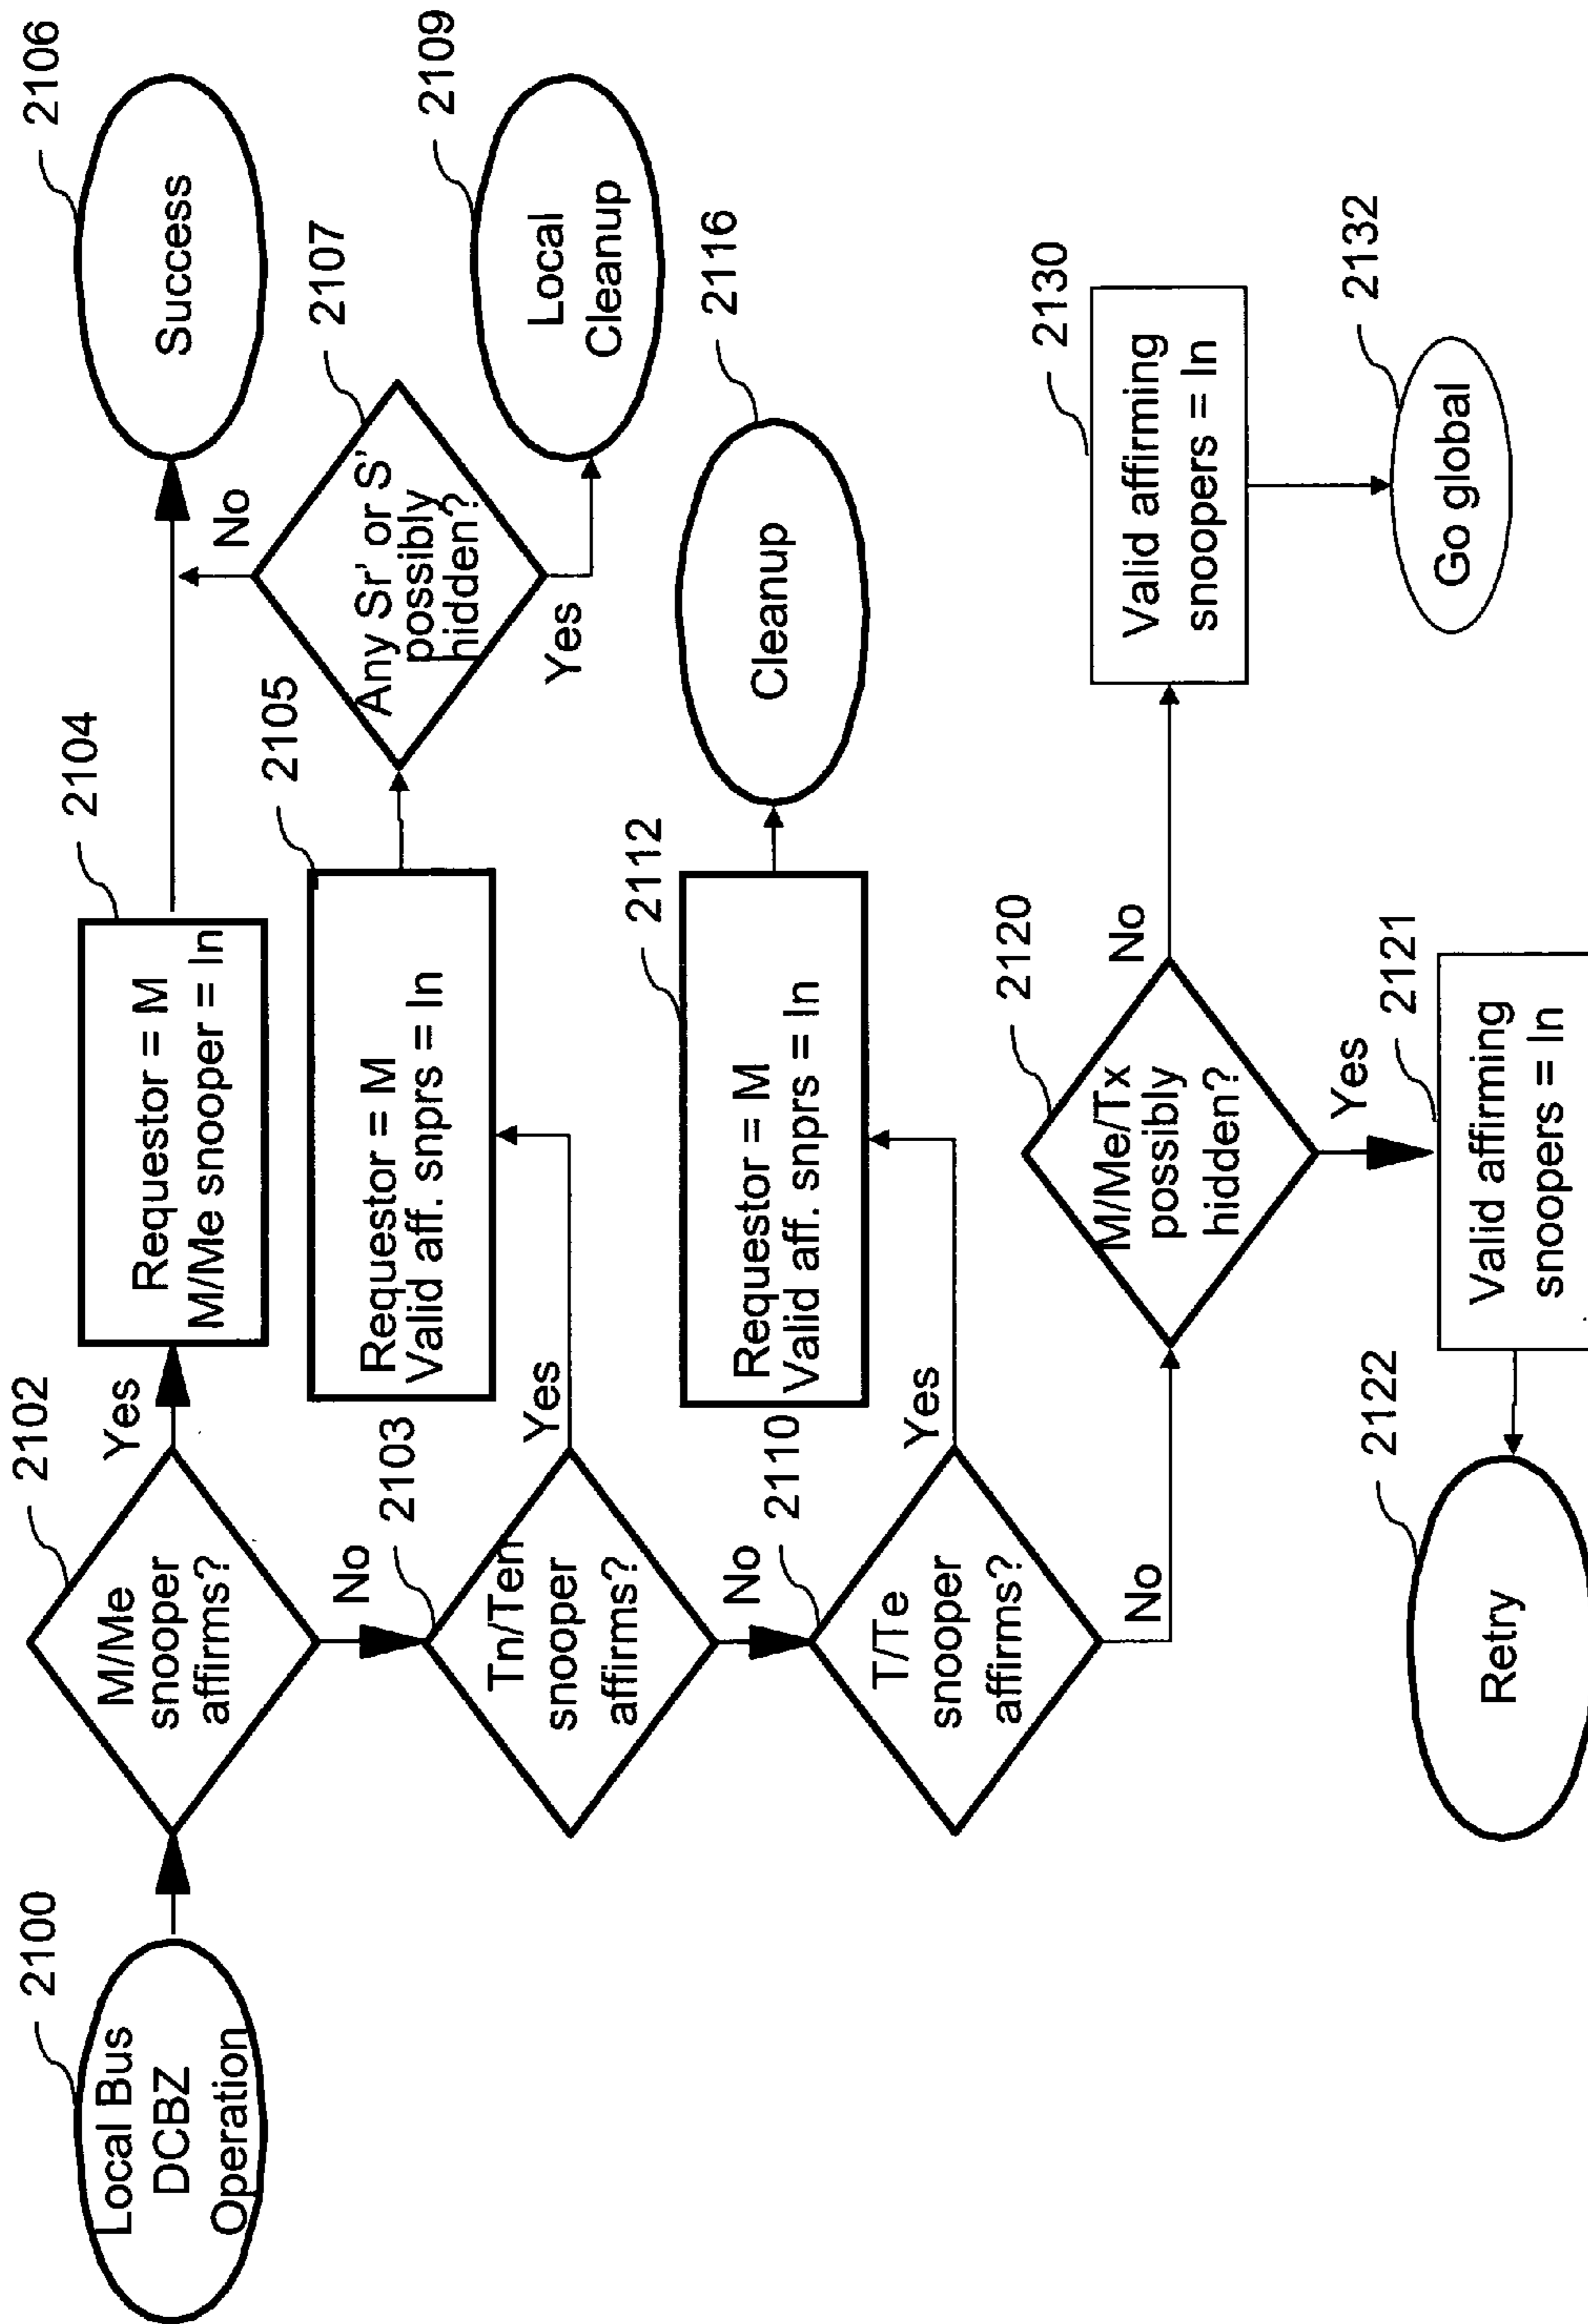 2100
Local Bus
DCBZ
Operation
2102
M/Me
snooper
affirms?
Yes
2104
Requestor = M
M/Me snooper = In
2106
Success
No
2103
Tn/Ten
snooper
affirms?
Yes
2105
Requestor = M
Valid aff. snprs = In
2107
Any Sr' or S'
possibly
hidden?
No
Yes
2109
Local
Cleanup
No
2110
T/Te
snooper
affirms?
Yes
2112
Requestor = M
Valid aff. snprs = In
2116
Cleanup
No
2120
M/Me/Tx
possibly
hidden?
No
2130
Valid affirming
snoopers = In
2132
Go global
Yes
2121
Valid affirming
snoopers = In
2122
Retry